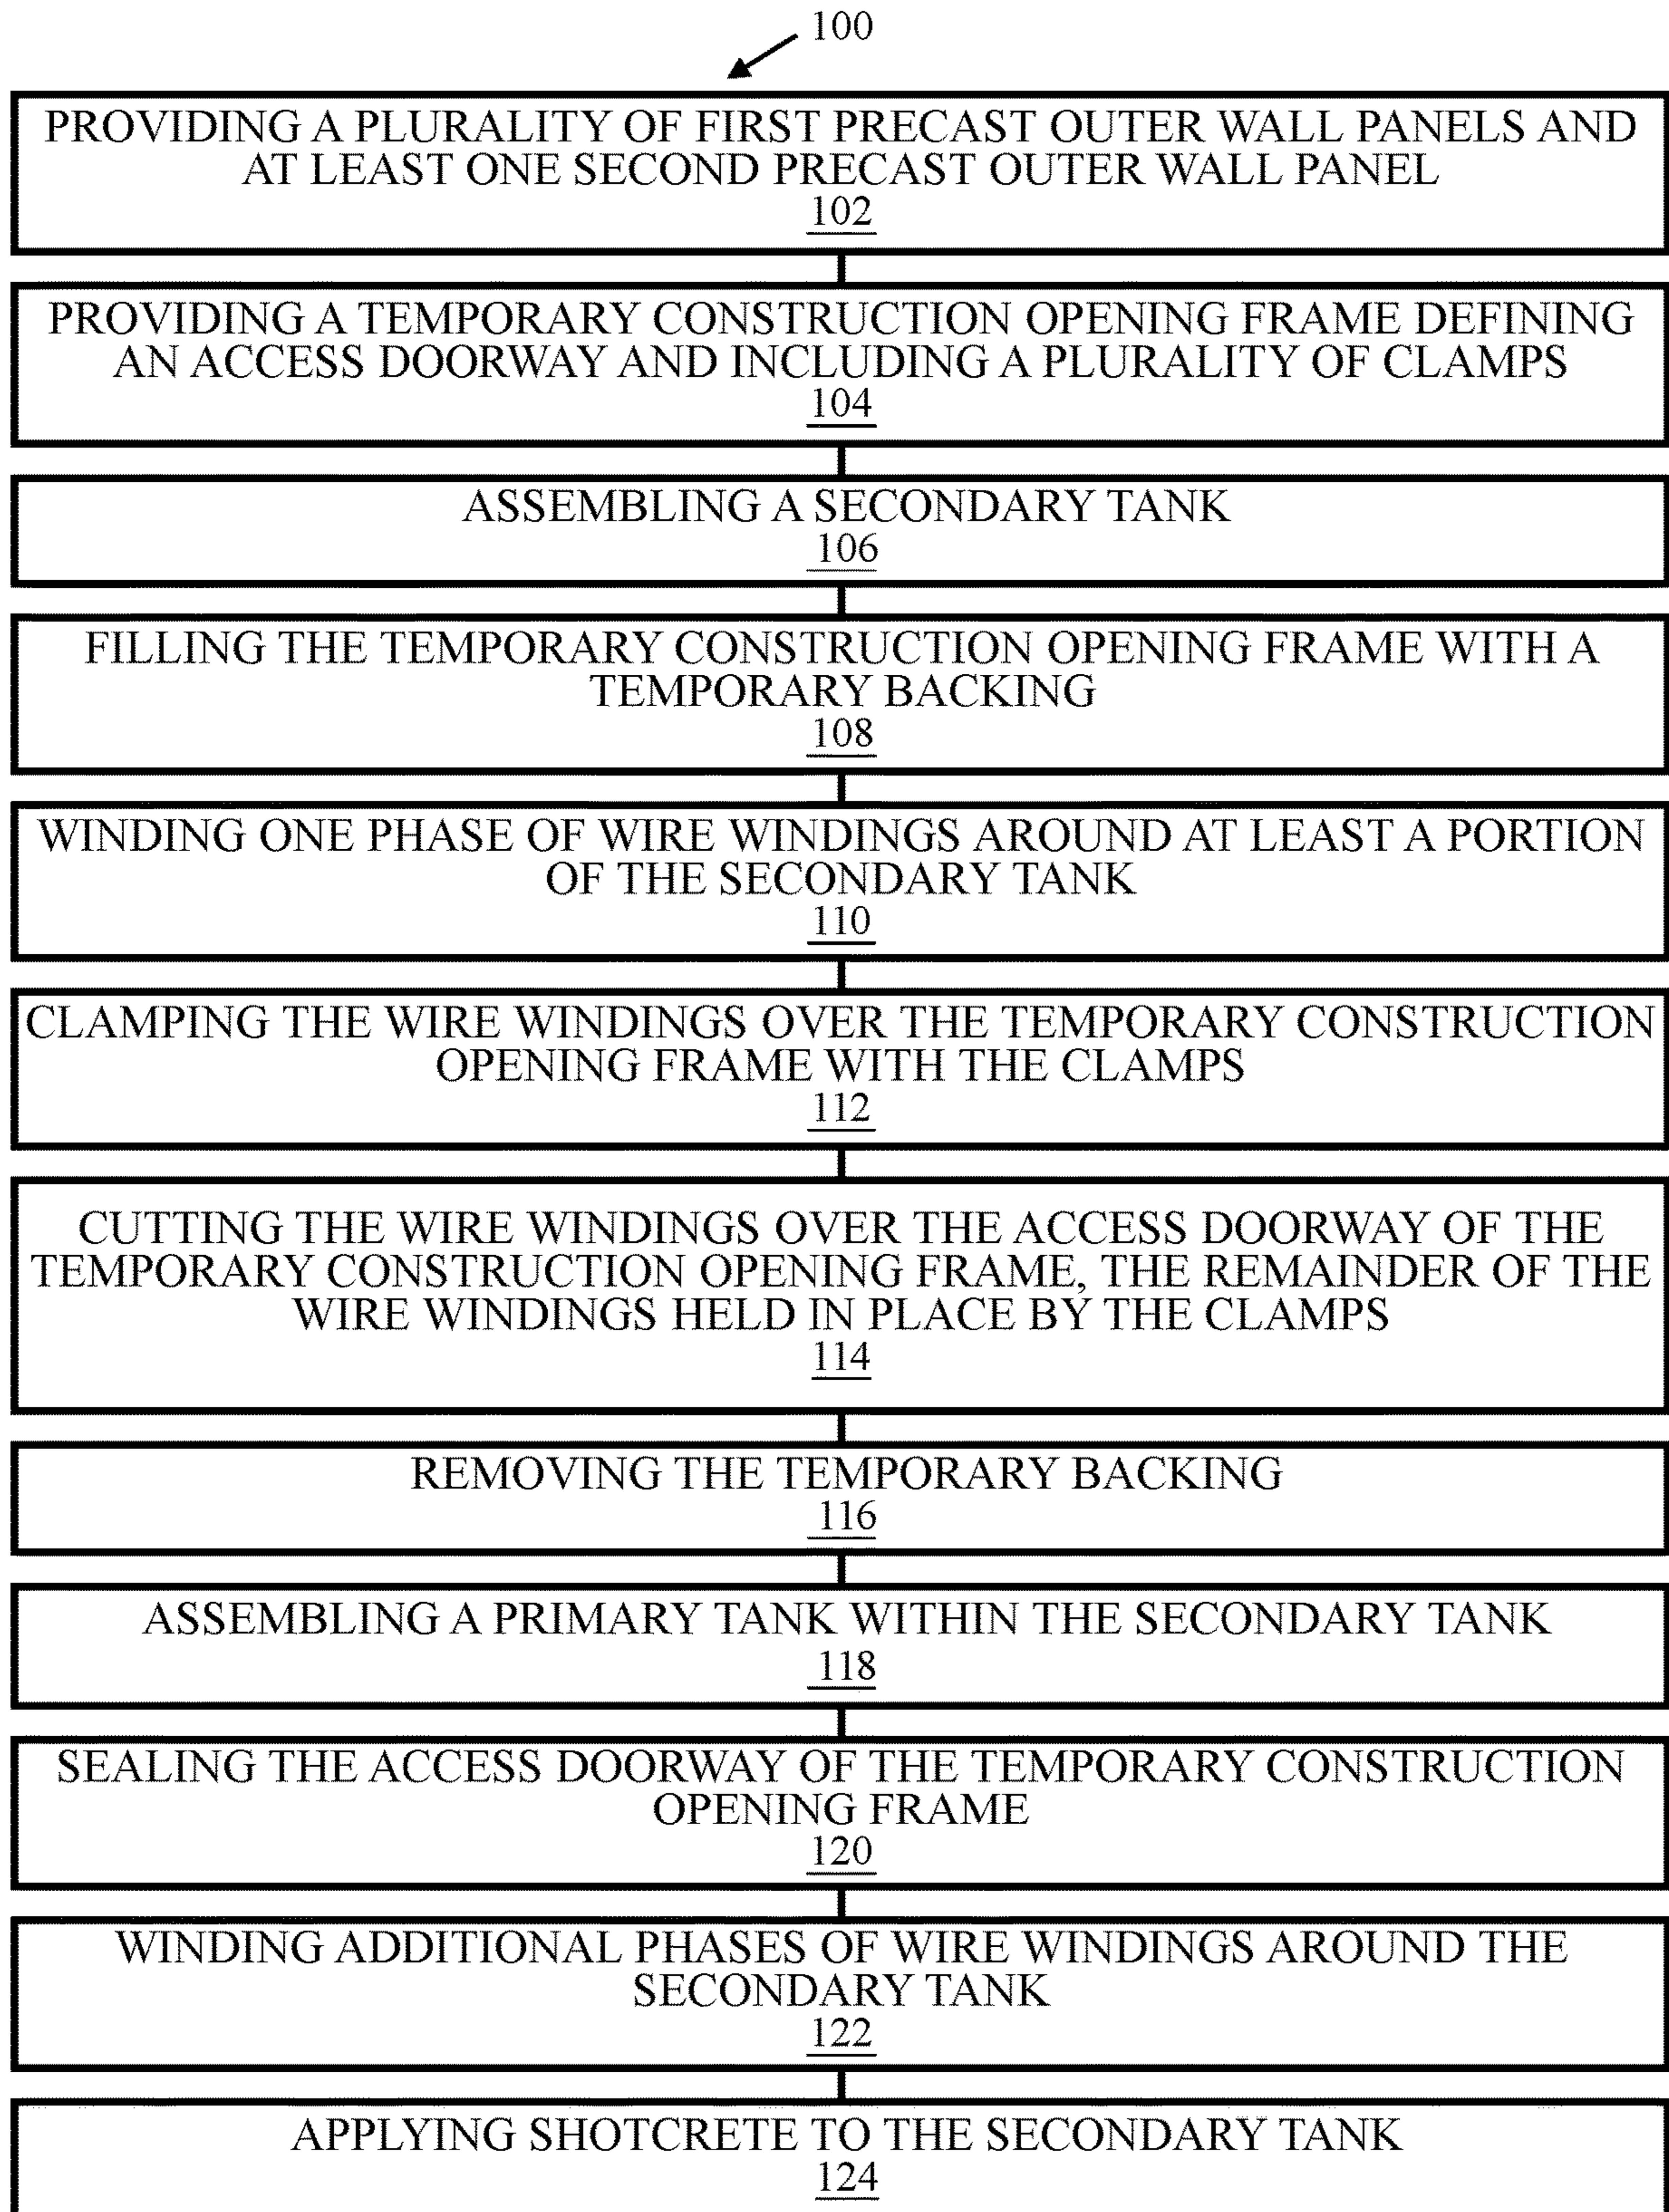 100
PROVIDING A PLURALITY OF FIRST PRECAST OUTER WALL PANELS AND
AT LEAST ONE SECOND PRECAST OUTER WALL PANEL
102
PROVIDING A TEMPORARY CONSTRUCTION OPENING FRAME DEFINING
AN ACCESS DOORWAY AND INCLUDING A PLURALITY OF CLAMPS
104
ASSEMBLING A SECONDARY TANK
106
FILLING THE TEMPORARY CONSTRUCTION OPENING FRAME WITH A
TEMPORARY BACKING
108
WINDING ONE PHASE OF WIRE WINDINGS AROUND AT LEAST A PORTION
OF THE SECONDARY TANK
110
CLAMPING THE WIRE WINDINGS OVER THE TEMPORARY CONSTRUCTION
OPENING FRAME WITH THE CLAMPS
112
CUTTING THE WIRE WINDINGS OVER THE ACCESS DOORWAY OF THE
TEMPORARY CONSTRUCTION OPENING FRAME, THE REMAINDER OF THE
WIRE WINDINGS HELD IN PLACE BY THE CLAMPS
114
REMOVING THE TEMPORARY BACKING
116
ASSEMBLING A PRIMARY TANK WITHIN THE SECONDARY TANK
118
SEALING THE ACCESS DOORWAY OF THE TEMPORARY CONSTRUCTION
OPENING FRAME
120
WINDING ADDITIONAL PHASES OF WIRE WINDINGS AROUND THE
SECONDARY TANK
122
APPLYING SHOTCRETE TO THE SECONDARY TANK
124